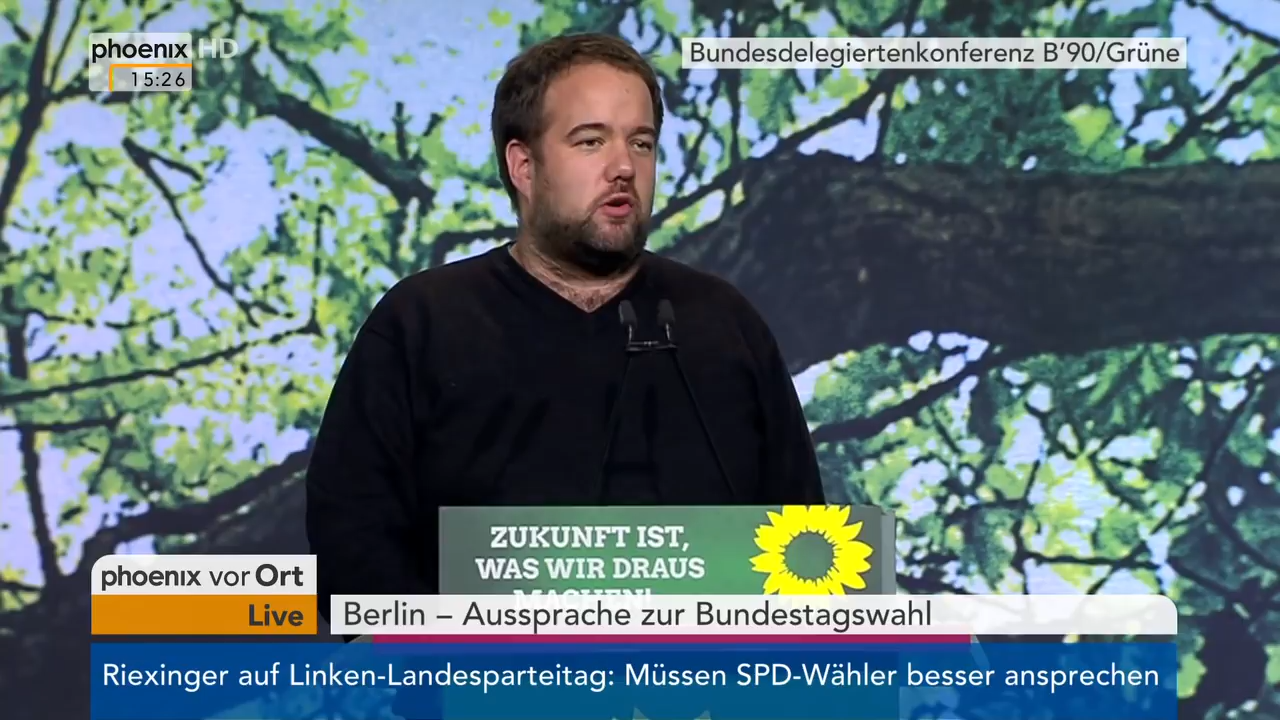 phoenix HD
15:26
Bundesdelegiertenkonferenz B'90/Grüne
ZUKUNFT IST,
WAS WIR DRAUS
MACHEN!
phoenix vor Ort
Live
Berlin – Aussprache zur Bundestagswahl
Riexinger auf Linken-Landesparteitag: Müssen SPD-Wähler besser ansprechen